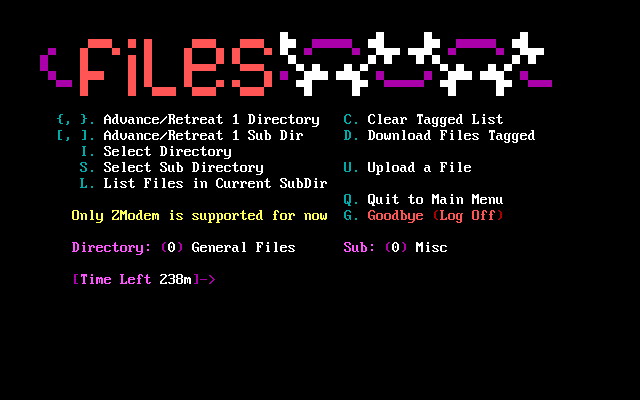 FiLES
{, }. Advance/Retreat 1 Directory   C. Clear Tagged List
[, ]. Advance/Retreat 1 Sub Dir     D. Download Files Tagged
I. Select Directory
S. Select Sub Directory          U. Upload a File
L. List Files in Current SubDir
Q. Quit to Main Menu
Only ZModem is supported for now  G. Goodbye (Log Off)
Directory: (0) General Files      Sub: (0) Misc
[Time Left 238m]->